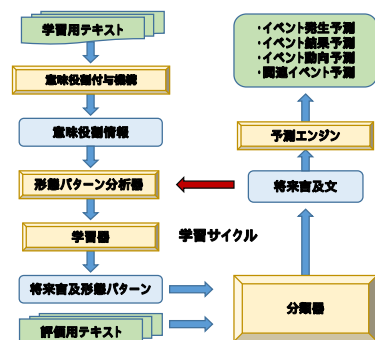 学習用テキスト
意味役割付与機構
意味役割情報
形態パターン分析器
学習器
将来言及形態パターン
評価用テキスト
学習サイクル
・イベント発生予測
・イベント結果予測
・イベント動向予測
・関連イベント予測
予測エンジン
将来言及文
分類器